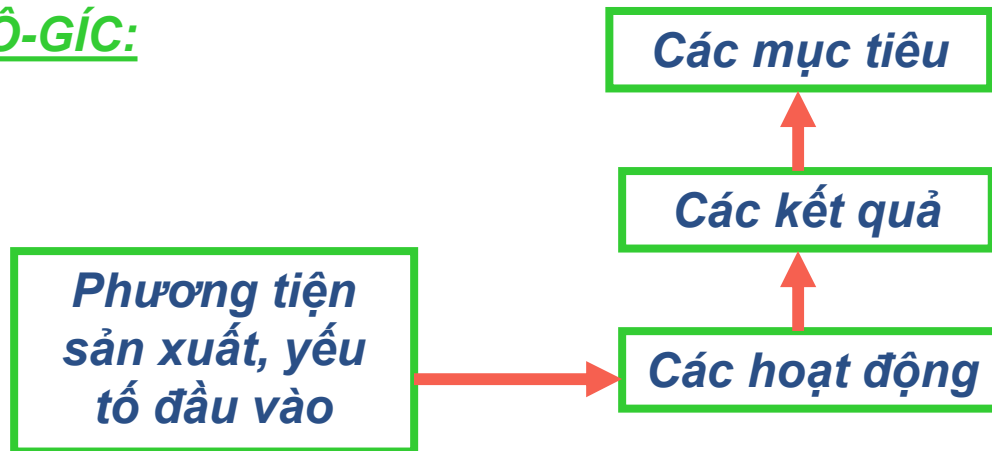 Ô-GÍC:
Các mục tiêu
Các kết quả
Phương tiện
sản xuất, yếu
tố đầu vào
Các hoạt động